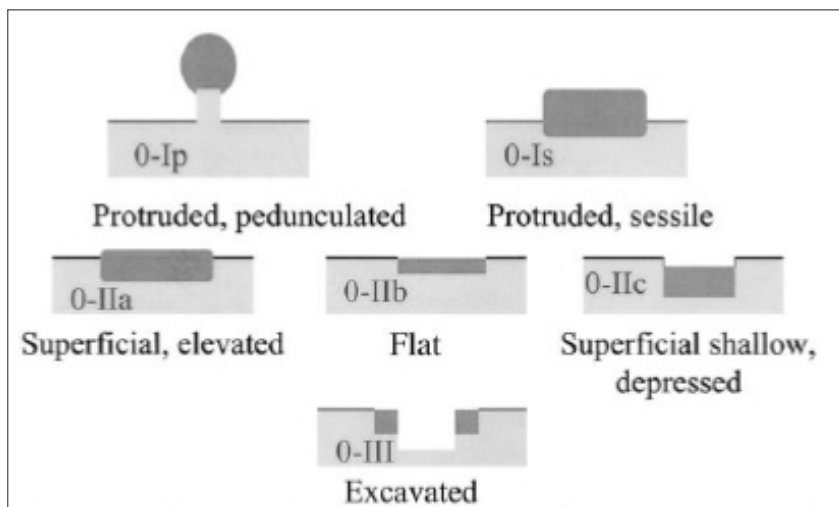 0-Ip
0-Is
Protruded, pedunculated
Protruded, sessile
0-IIa
0-IIb
0-IIc
Superficial, elevated
Flat
Superficial shallow,
depressed
0-III
Excavated